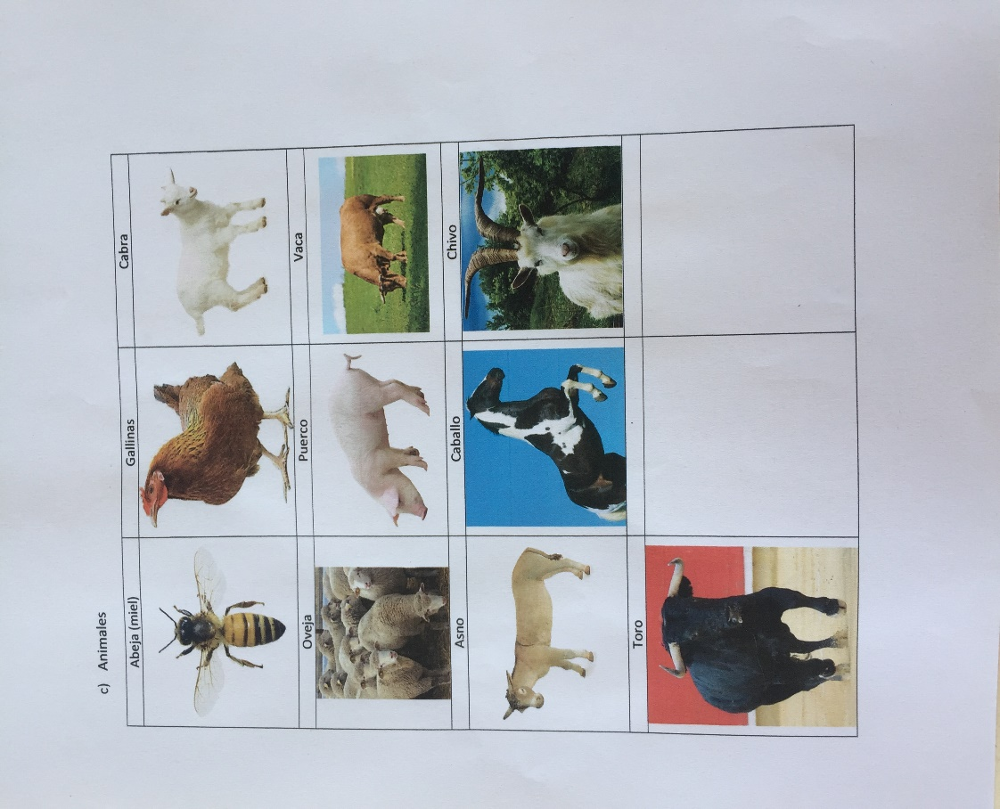 c) Animales
Abeja (miel) Gallinas Cabra
Oveja Puerco Vaca
Asno Caballo Chivo
Toro